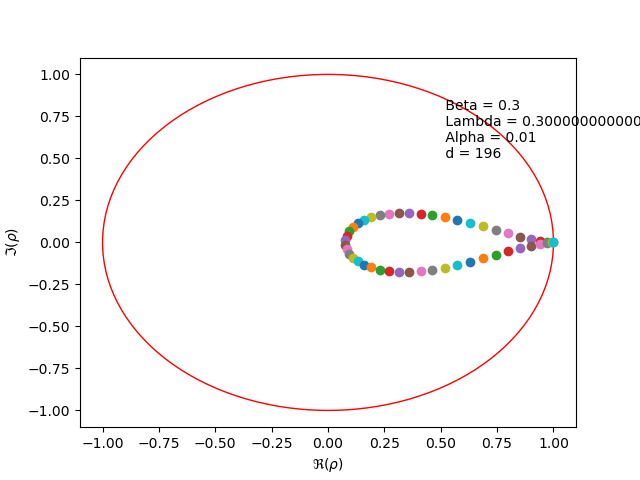 Beta = 0.3
Lambda = 0.300000000000
Alpha = 0.01
d = 196
1.00
0.75
0.50
0.25
0.00
−0.25
−0.50
−0.75
−1.00
ℑ(ρ)
−1.00 −0.75 −0.50 −0.25 0.00 0.25 0.50 0.75 1.00
ℜ(ρ)